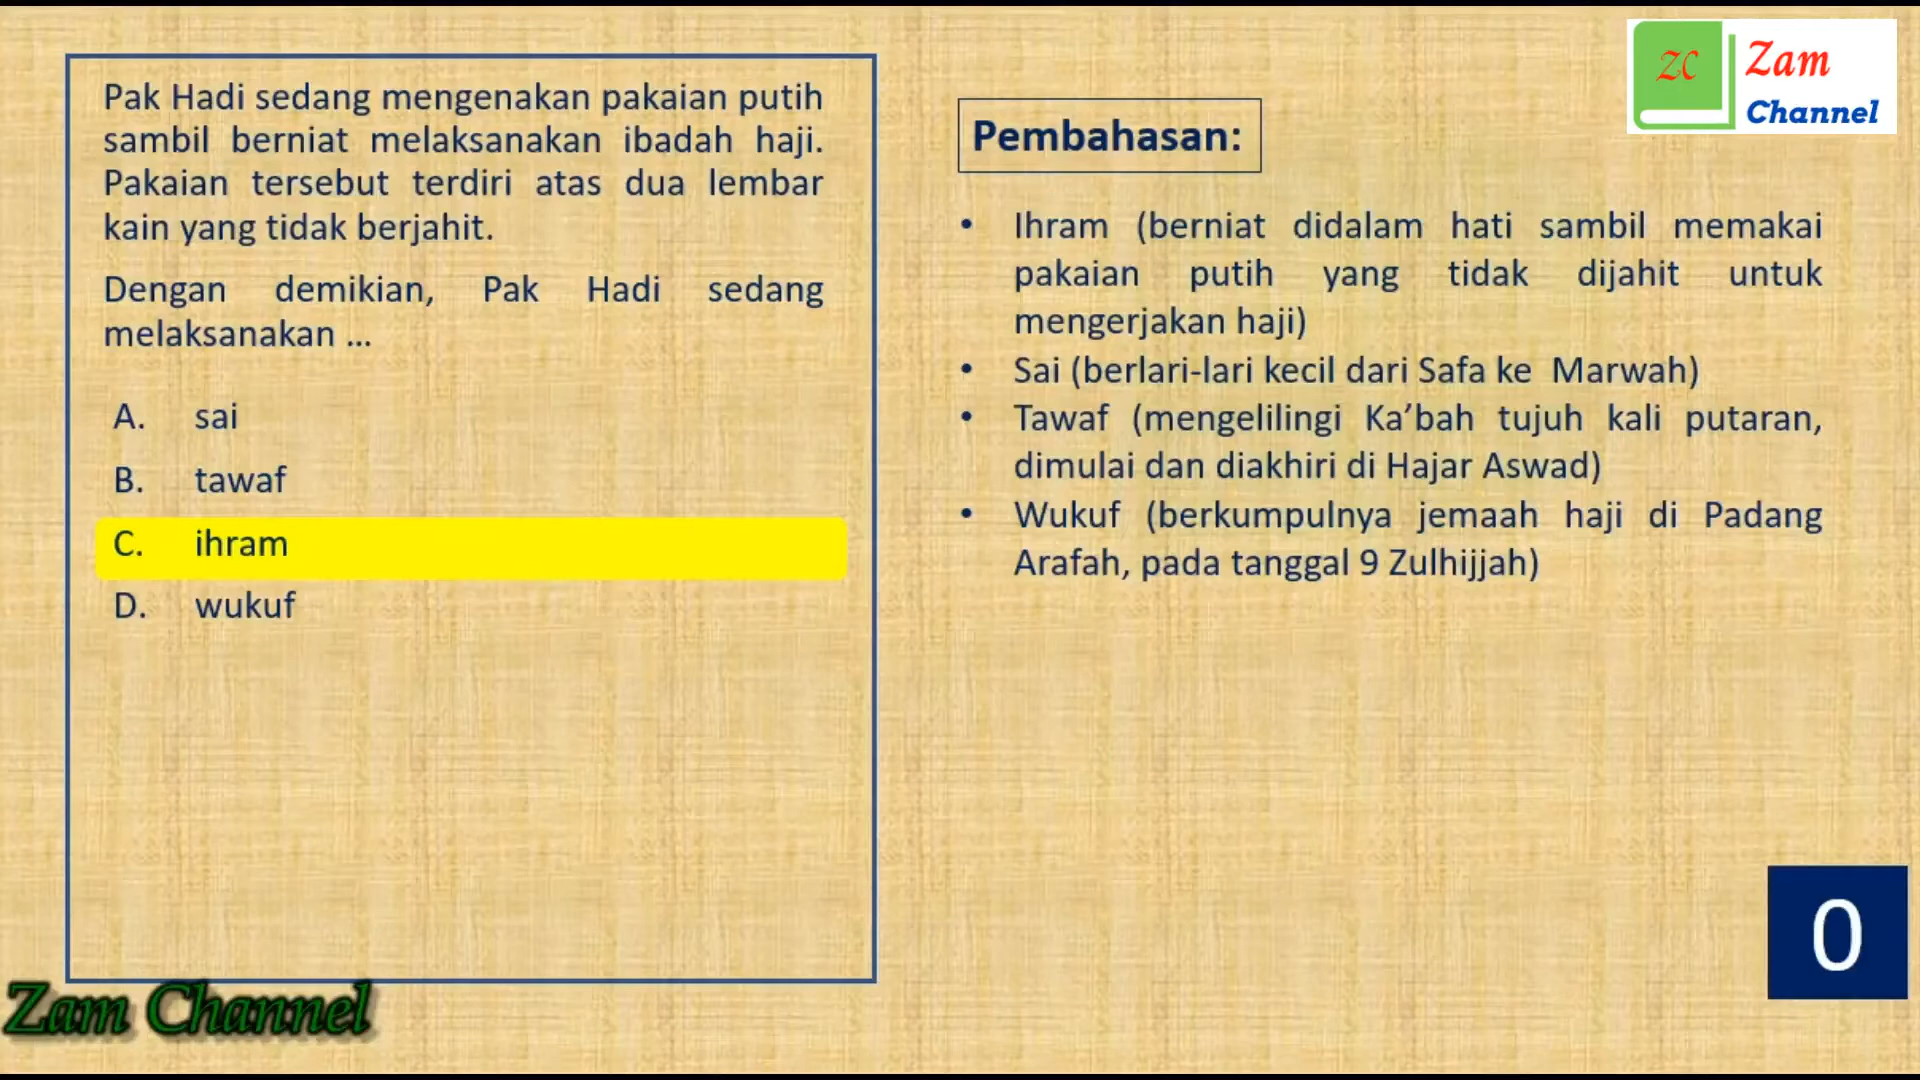 Pak Hadi sedang mengenakan pakaian putih
sambil berniat melaksanakan ibadah haji.
Pakaian tersebut terdiri atas dua lembar
kain yang tidak berjahit.
Dengan demikian, Pak Hadi sedang
melaksanakan ...
A. sai
B. tawaf
C. ihram
D. wukuf
Zam Channel
ZC Zam
Channel
Pembahasan:
• Ihram (berniat didalam hati sambil memakai
pakaian putih yang tidak dijahit untuk
mengerjakan haji)
• Sai (berlari-lari kecil dari Safa ke Marwah)
• Tawaf (mengelilingi Ka’bah tujuh kali putaran,
dimulai dan diakhiri di Hajar Aswad)
• Wukuf (berkumpulnya jemaah haji di Padang
Arafah, pada tanggal 9 Zulhijjah)
0